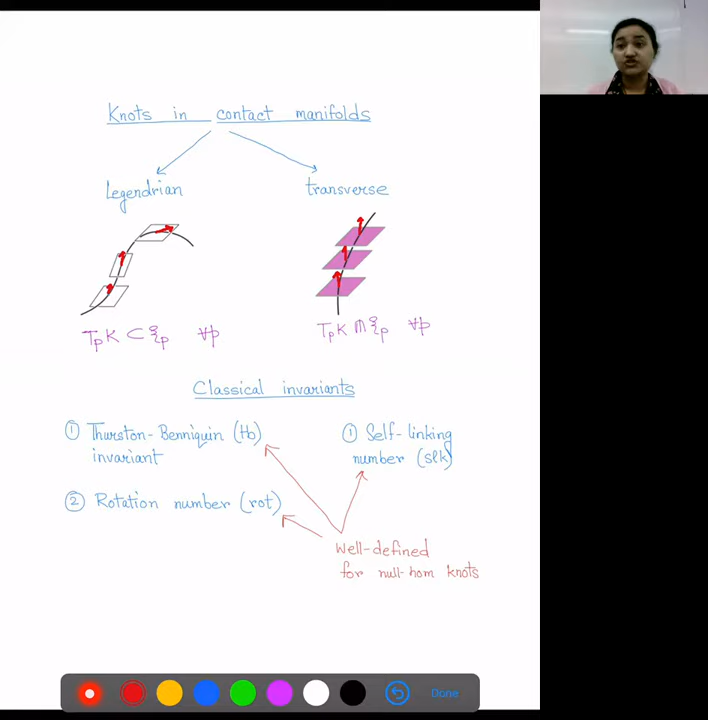 Knots in contact manifolds
Legendrian
transverse
TpK ⊂ ξp ∀p
TpK ⋔ ξp ∀p
Classical invariants
① Thurston-Benniquin (tb)
invariant
② Rotation number (rot)
① Self-linking
number (slk)
Well-defined
for null-hom knots
Done